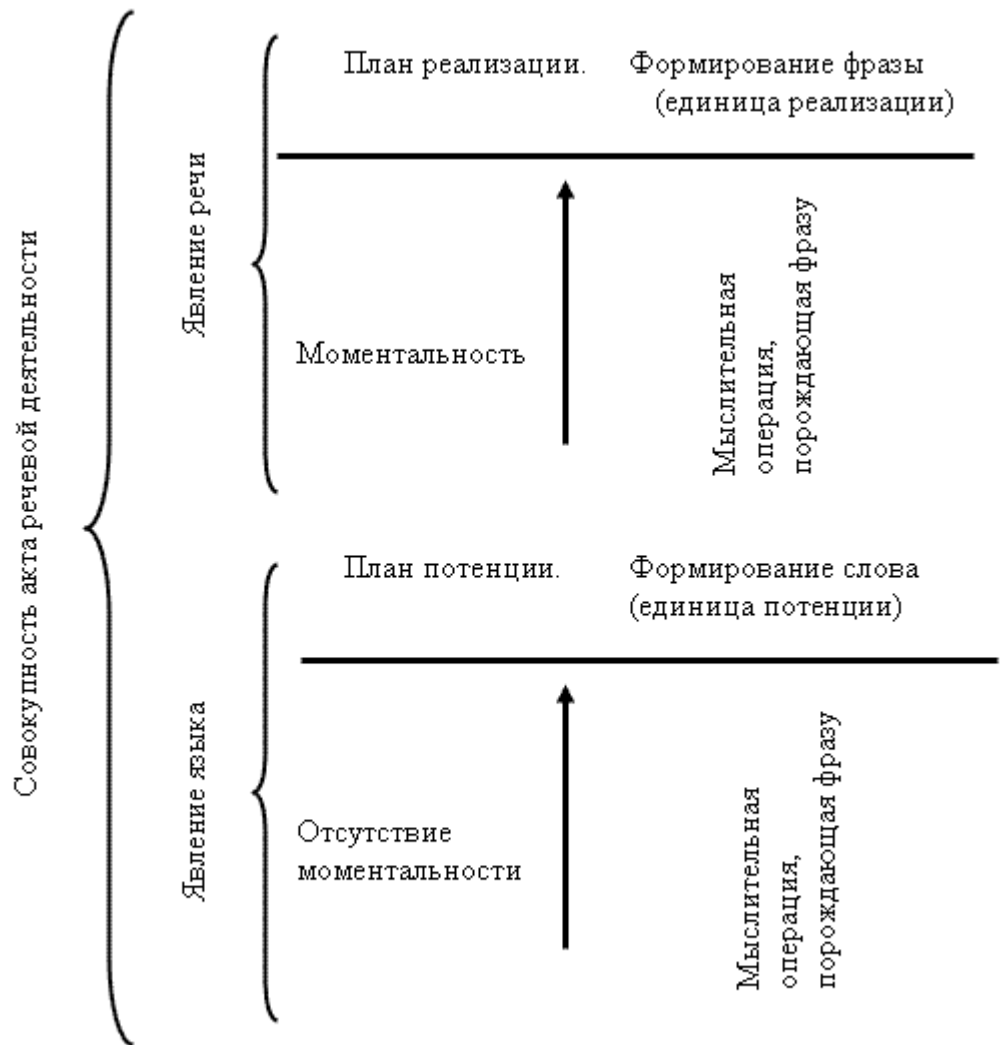 Совокупность акта речевой деятельности
Явление речи
План реализации. Формирование фразы
(единица реализации)
Моментальность
Мыслительная
операция,
порождающая фразу
Явление языка
План потенции. Формирование слова
(единица потенции)
Отсутствие
моментальности
Мыслительная
операция,
порождающая фразу